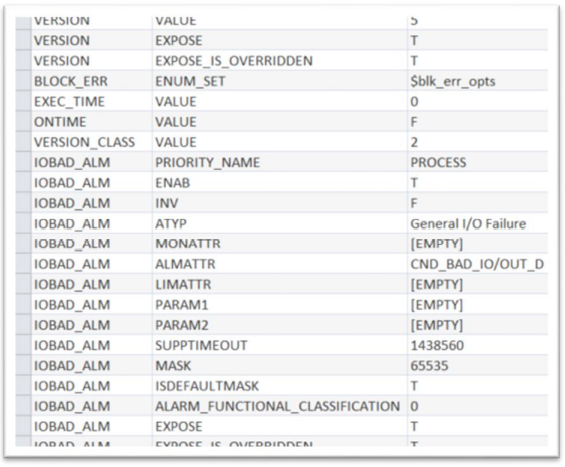 VERSION VALUE 5
VERSION EXPOSE T
VERSION EXPOSE_IS_OVERRIDDEN T
BLOCK_ERR ENUM_SET $blk_err_opts
EXEC_TIME VALUE 0
ONTIME VALUE F
VERSION_CLASS VALUE 2
IOBAD_ALM PRIORITY_NAME PROCESS
IOBAD_ALM ENAB T
IOBAD_ALM INV F
IOBAD_ALM ATYP General I/O Failure
IOBAD_ALM MONATTR [EMPTY]
IOBAD_ALM ALMATTR CND_BAD_IO/OUT_D
IOBAD_ALM LIMATTR [EMPTY]
IOBAD_ALM PARAM1 [EMPTY]
IOBAD_ALM PARAM2 [EMPTY]
IOBAD_ALM SUPPTIMEOUT 1438560
IOBAD_ALM MASK 65535
IOBAD_ALM ISDEFAULTMASK T
IOBAD_ALM ALARM_FUNCTIONAL_CLASSIFICATION 0
IOBAD_ALM EXPOSE T
IOBAD_ALM EXPOSE_IS_OVERRIDDEN T